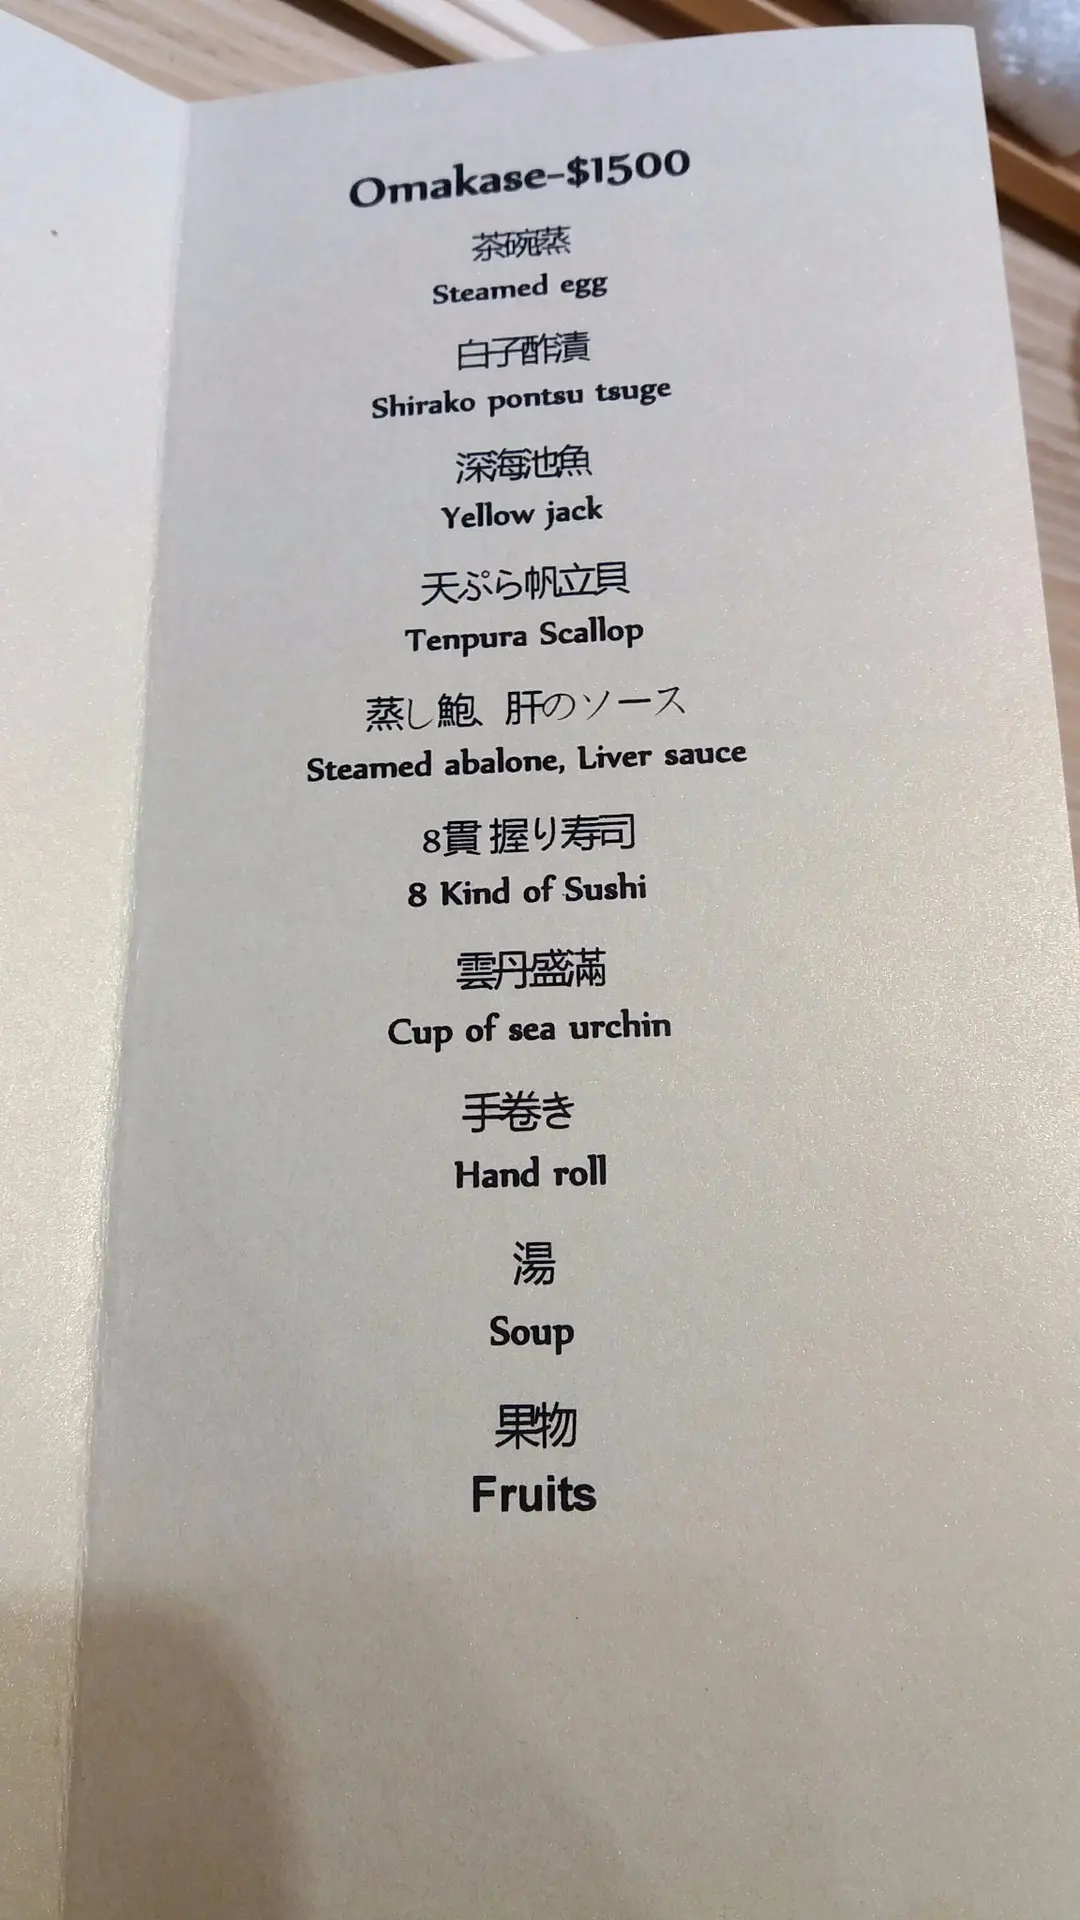 Omakase-$1500
茶碗蒸
Steamed egg
白子酢漬
Shirako pontsu tsuge
深海池魚
Yellow jack
天ぷら帆立貝
Tenpura Scallop
蒸し鮑、肝のソース
Steamed abalone, Liver sauce
8貫 握り寿司
8 Kind of Sushi
雲丹盛滿
Cup of sea urchin
手巻き
Hand roll
湯
Soup
果物
Fruits